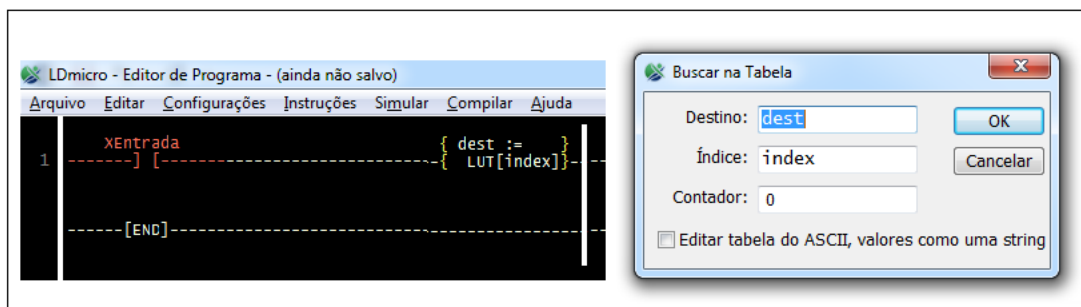 LDmicro - Editor de Programa - (ainda não salvo)
Arquivo Editar Configurações Instruções Simular Compilar Ajuda
XEntrada { dest := }
1 -------] [--------------------------------{ LUT[index]}-
------[END]------
Buscar na Tabela
Destino: dest
OK
Índice: index
Cancelar
Contador: 0
Editar tabela do ASCII, valores como uma string